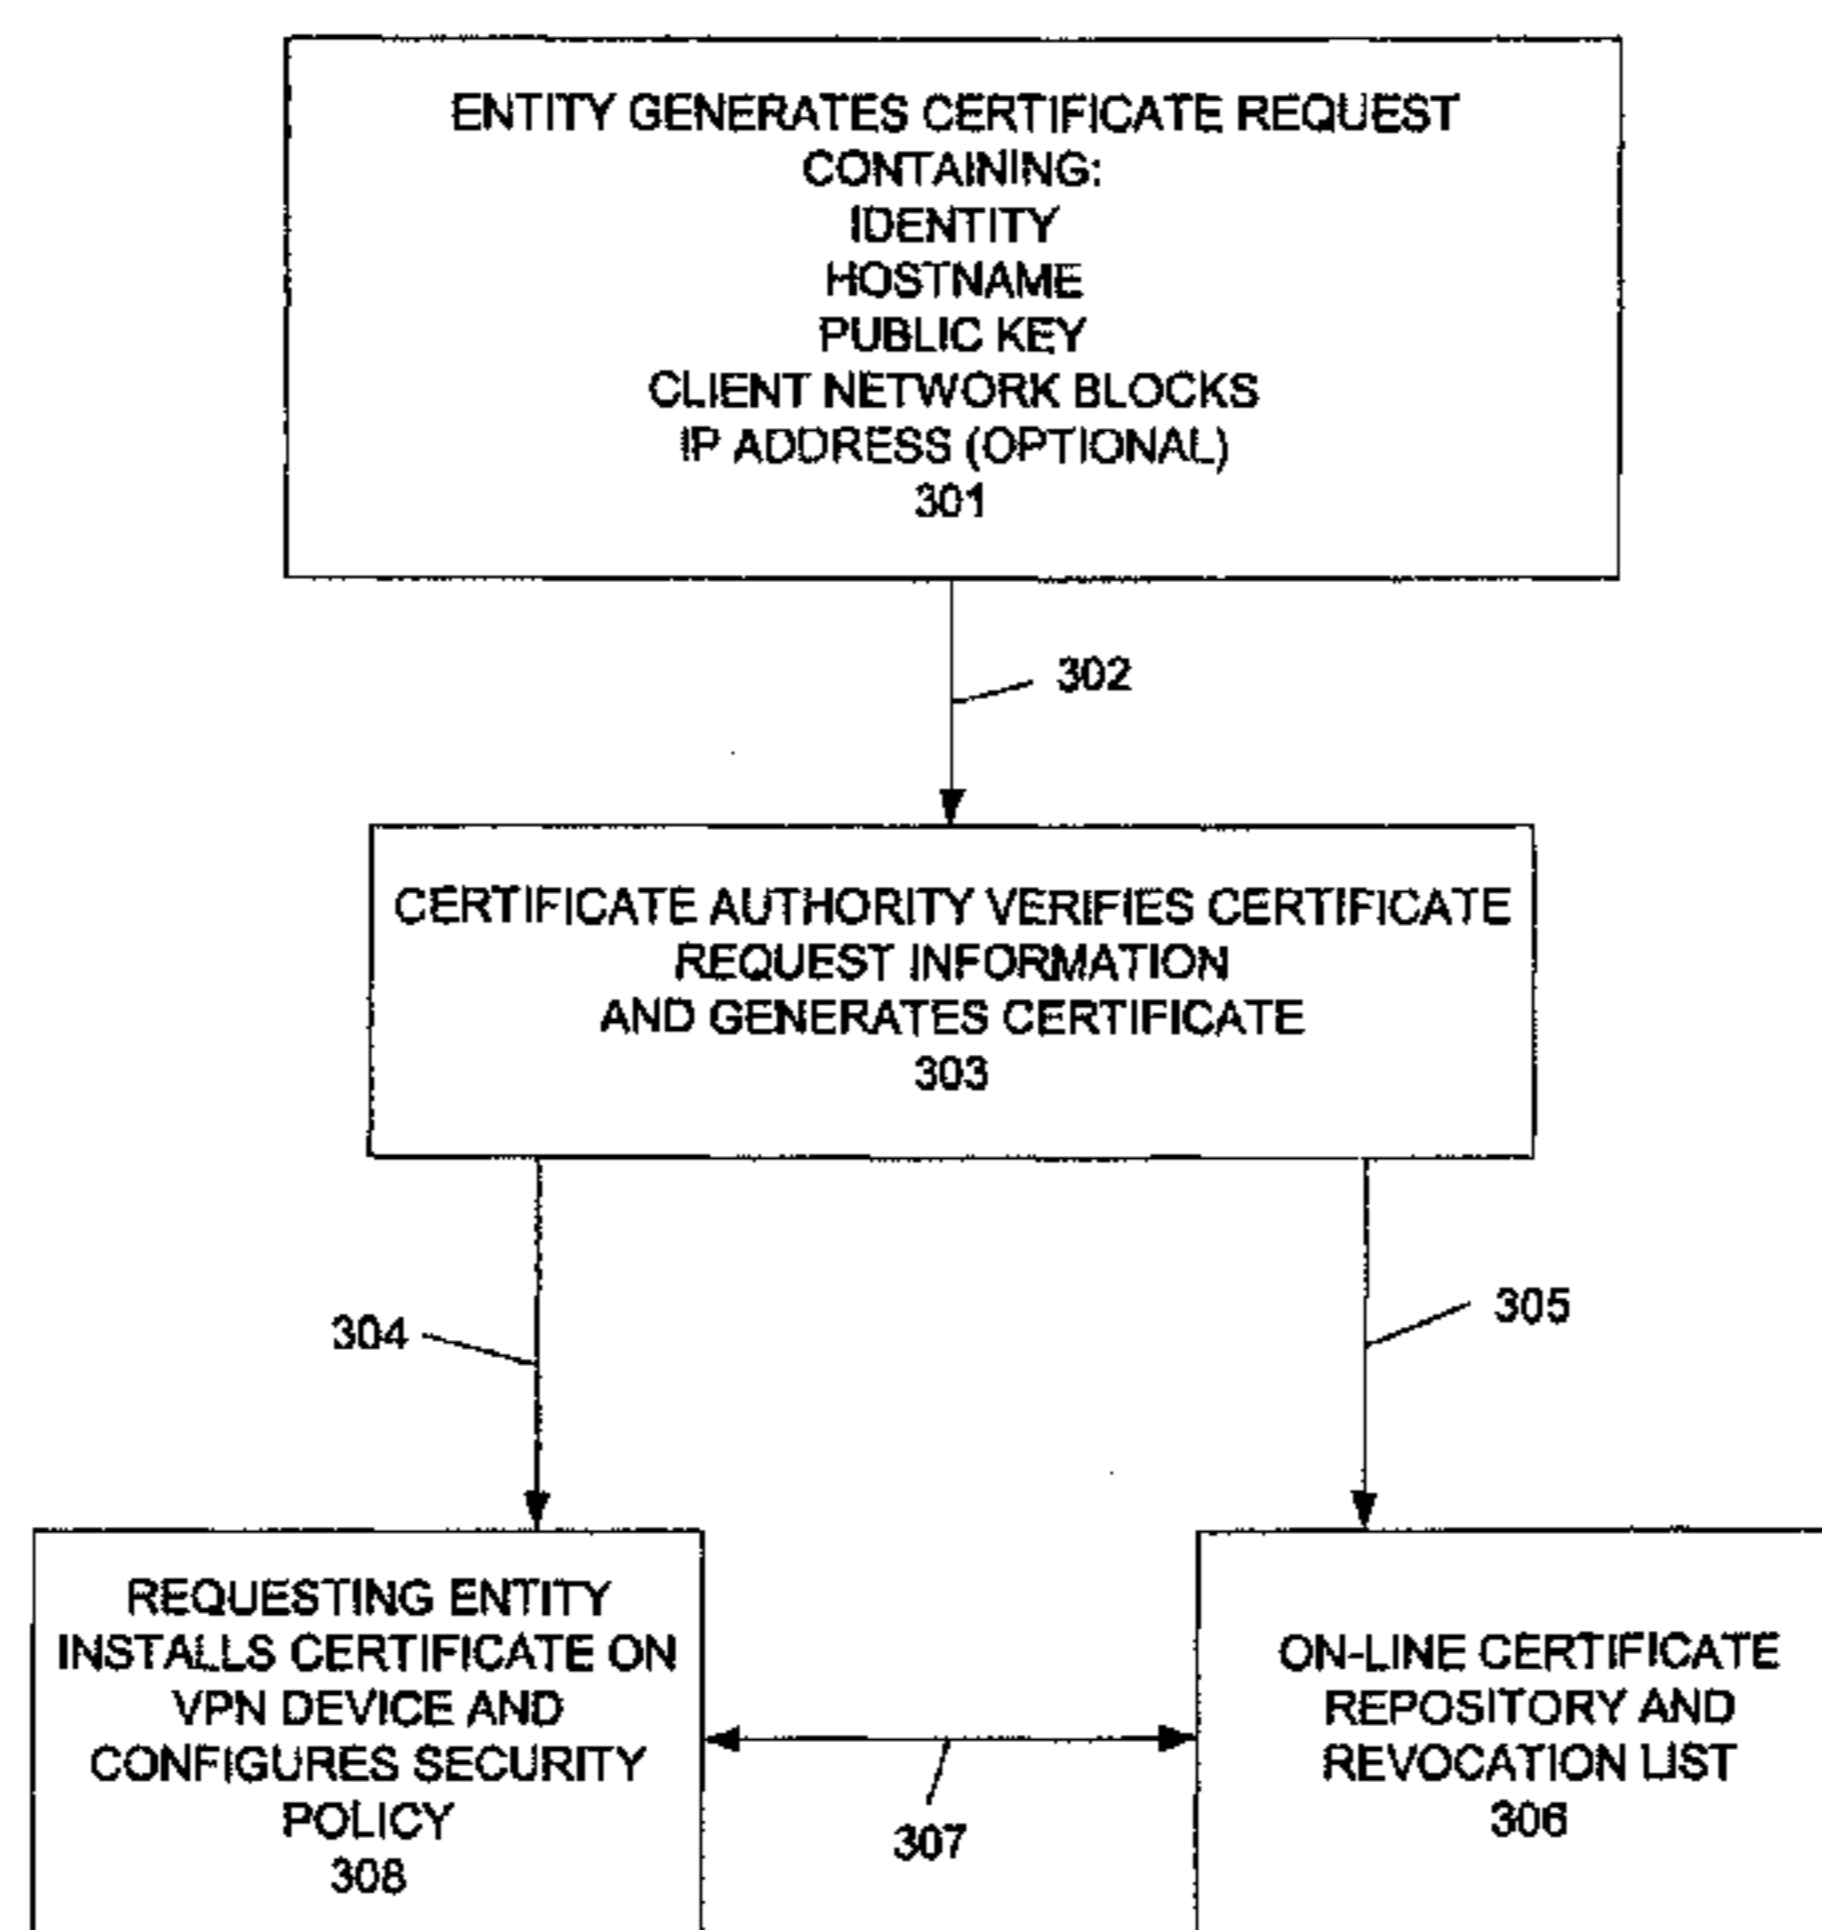 ENTITY GENERATES CERTIFICATE REQUEST
CONTAINING:
IDENTITY
HOSTNAME
PUBLIC KEY
CLIENT NETWORK BLOCKS
IP ADDRESS (OPTIONAL)
301
302
CERTIFICATE AUTHORITY VERIFIES CERTIFICATE
REQUEST INFORMATION
AND GENERATES CERTIFICATE
303
304
305
REQUESTING ENTITY
INSTALLS CERTIFICATE ON
VPN DEVICE AND
CONFIGURES SECURITY
POLICY
308
307
ON-LINE CERTIFICATE
REPOSITORY AND
REVOCATION LIST
306